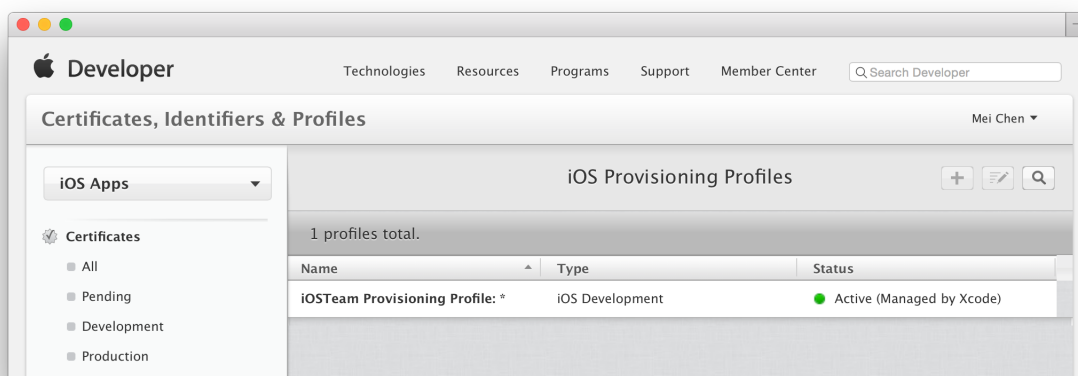 Developer
Technologies Resources Programs Support Member Center Search Developer
Certificates, Identifiers & Profiles
Mei Chen
iOS Apps
iOS Provisioning Profiles
1 profiles total.
Certificates
Name Type Status
All
iOSTeam Provisioning Profile: * iOS Development Active (Managed by Xcode)
Pending
Development
Production